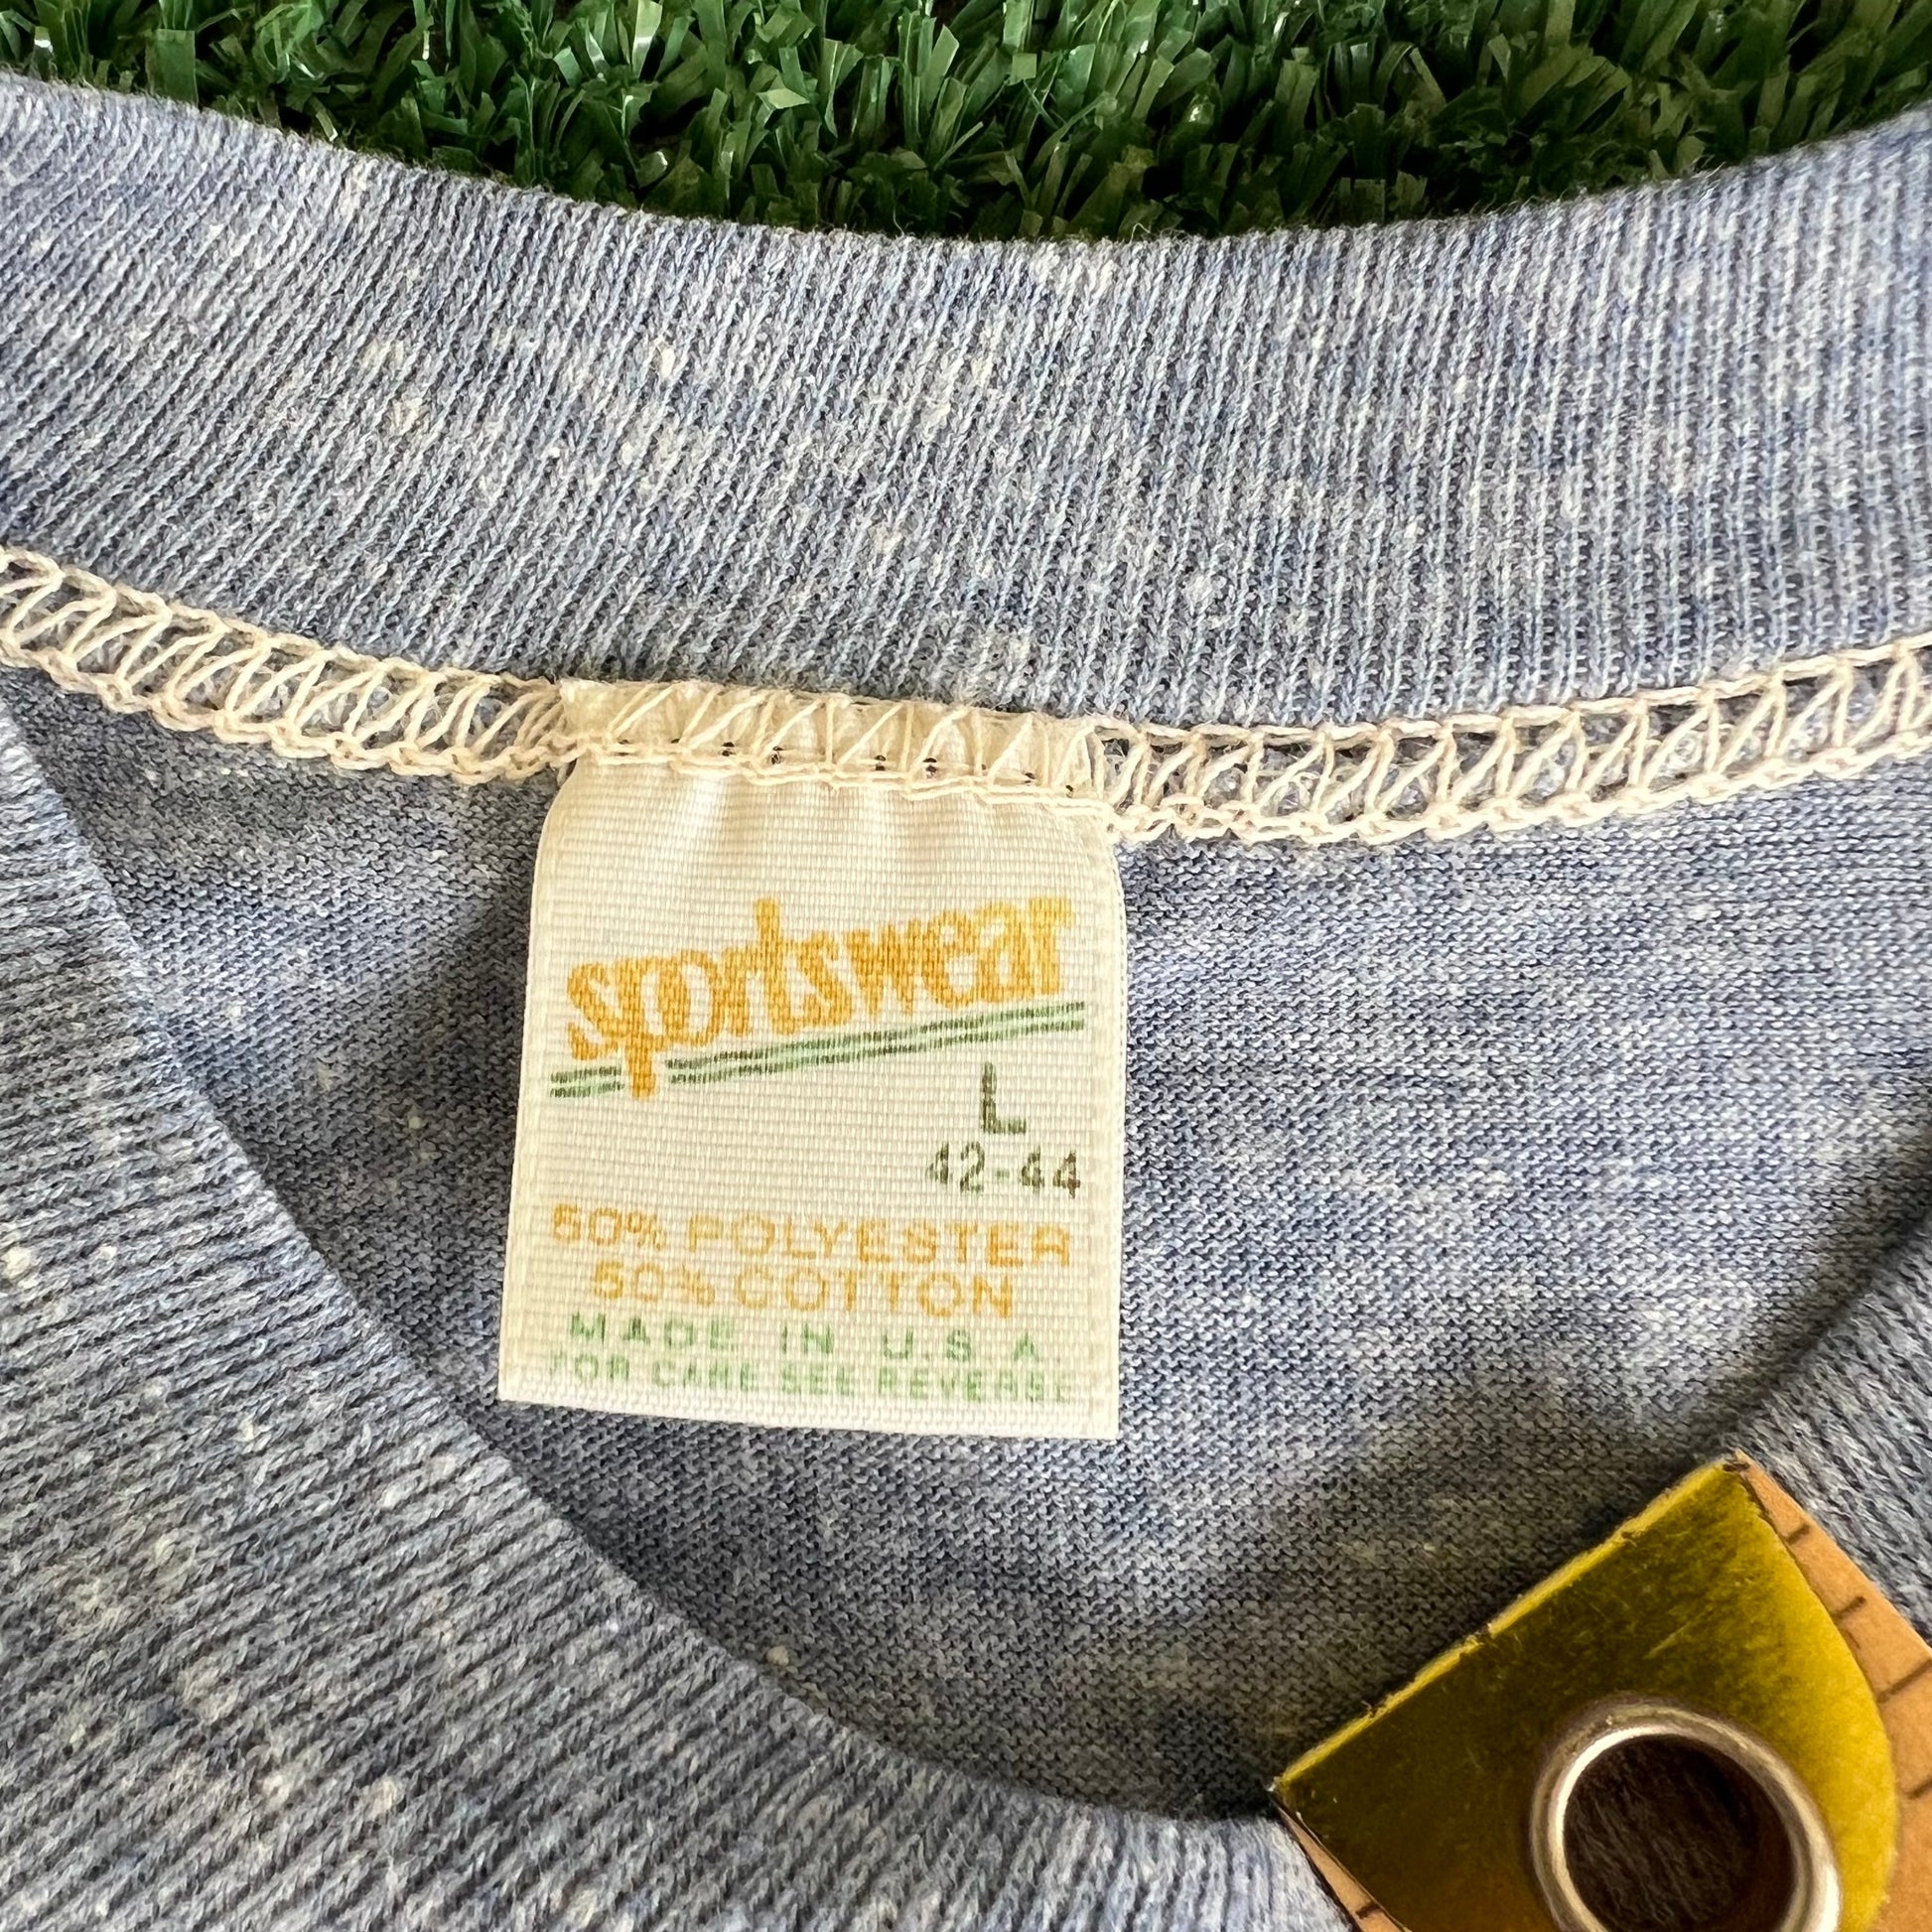 sportswear
L
42-44
50% POLYESTER
50% COTTON
MADE IN U.S.A
FOR CARE SEE REVERSE